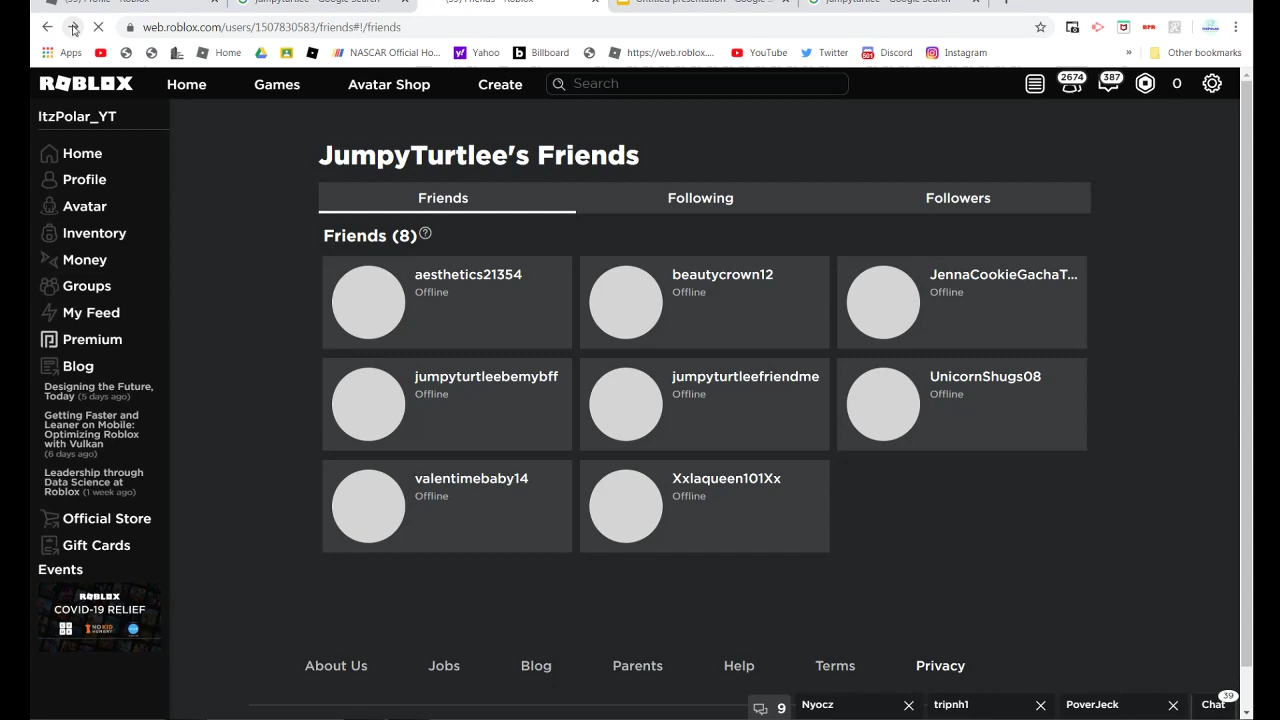 web.roblox.com/users/1507830583/friends#!/friends
Apps
Home
NASCAR Official Ho...
Yahoo
Billboard
https://web.roblox....
YouTube
Twitter
Discord
Instagram
»
Other bookmarks
ROBLOX
Home
Games
Avatar Shop
Create
Search
2674
387
0
ItzPolar_YT
Home
Profile
Avatar
Inventory
Money
Groups
My Feed
Premium
Blog
Designing the Future,
Today (5 days ago)
Getting Faster and
Leaner on Mobile:
Optimizing Roblox
with Vulkan
(6 days ago)
Leadership through
Data Science at
Roblox (1 week ago)
Official Store
Gift Cards
Events
ROBLOX
COVID-19 RELIEF
NO KID
HUNGRY
JumpyTurtlee's Friends
Friends
Following
Followers
Friends (8)
aesthetics21354
Offline
beautycrown12
Offline
JennaCookieGachaT...
Offline
jumpyturtleebemybff
Offline
jumpyturtleefriendme
Offline
UnicornShugs08
Offline
valentimebaby14
Offline
Xxlaqueen101Xx
Offline
About Us
Jobs
Blog
Parents
Help
Terms
Privacy
9
Nyocz
tripnh1
PoverJeck
Chat
39